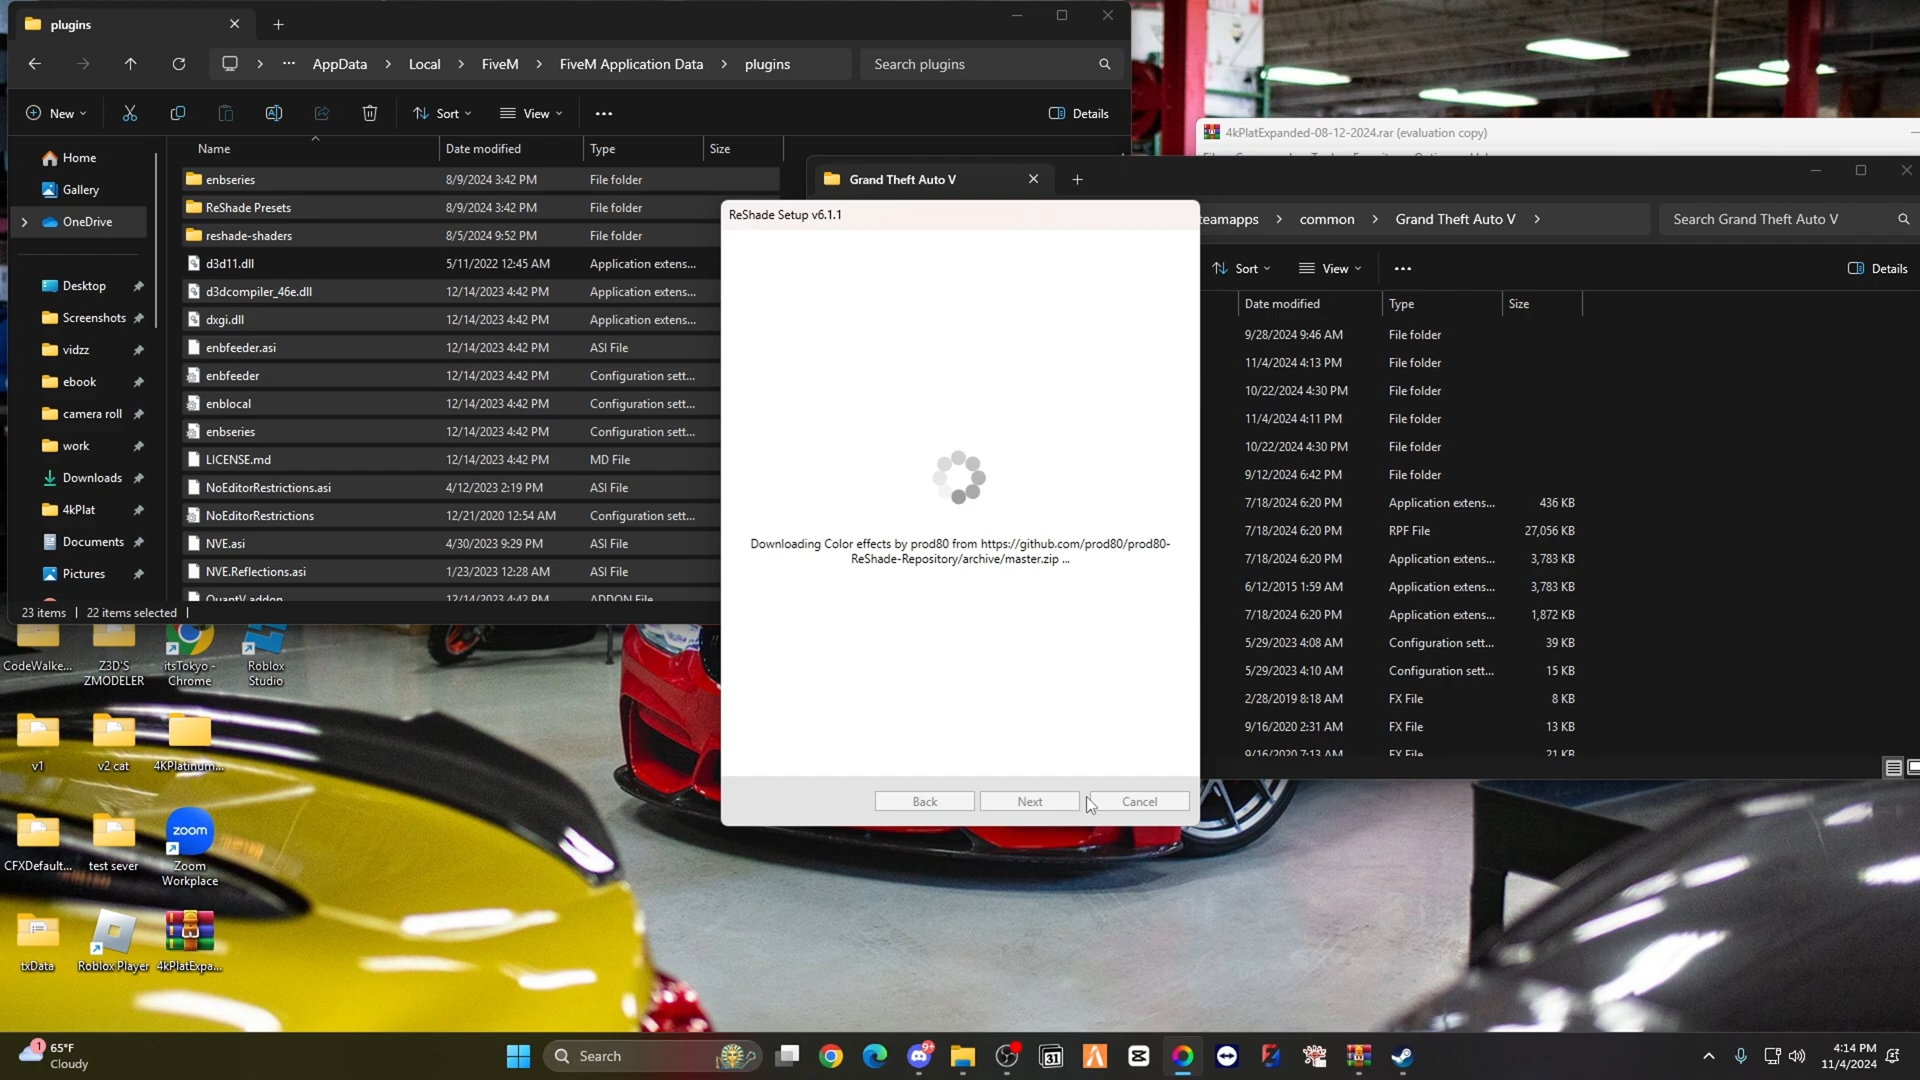 plugins
AppData
Local
FiveM
FiveM Application Data
plugins
Search plugins
New
Sort
View
Details
Name
Date modified
Type
Size
Home
Gallery
OneDrive
Desktop
Screenshots
vidzz
ebook
camera roll
work
Downloads
4kPlat
Documents
Pictures
enbseries 8/9/2024 3:42 PM File folder
ReShade Presets 8/9/2024 3:42 PM File folder
reshade-shaders 8/5/2024 9:52 PM File folder
d3d11.dll 5/11/2022 12:45 AM Application extens...
d3dcompiler_46e.dll 12/14/2023 4:42 PM Application extens...
dxgi.dll 12/14/2023 4:42 PM Application extens...
enbfeeder.asi 12/14/2023 4:42 PM ASI File
enbfeeder 12/14/2023 4:42 PM Configuration sett...
enblocal 12/14/2023 4:42 PM Configuration sett...
enbseries 12/14/2023 4:42 PM Configuration sett...
LICENSE.md 12/14/2023 4:42 PM MD File
NoEditorRestrictions.asi 4/12/2023 2:19 PM ASI File
NoEditorRestrictions 12/21/2020 12:54 AM Configuration sett...
NVE.asi 4/30/2023 9:29 PM ASI File
NVE.Reflections.asi 1/23/2023 12:28 AM ASI File
QuantV.addon 12/14/2023 4:42 PM ADDON File
23 items
22 items selected
4kPlatExpanded-08-12-2024.rar (evaluation copy)
Grand Theft Auto V
teamapps
common
Grand Theft Auto V
Search Grand Theft Auto V
Sort
View
Details
Date modified
Type
Size
9/28/2024 9:46 AM File folder
11/4/2024 4:13 PM File folder
10/22/2024 4:30 PM File folder
11/4/2024 4:11 PM File folder
10/22/2024 4:30 PM File folder
9/12/2024 6:42 PM File folder
7/18/2024 6:20 PM Application extens... 436 KB
7/18/2024 6:20 PM RPF File 27,056 KB
7/18/2024 6:20 PM Application extens... 3,783 KB
6/12/2015 1:59 AM Application extens... 3,783 KB
7/18/2024 6:20 PM Application extens... 1,872 KB
5/29/2023 4:08 AM Configuration sett... 39 KB
5/29/2023 4:10 AM Configuration sett... 15 KB
2/28/2019 8:18 AM FX File 8 KB
9/16/2020 2:31 AM FX File 13 KB
9/16/2020 7:13 AM FX File 21 KB
ReShade Setup v6.1.1
Downloading Color effects by prod80 from https://github.com/prod80/prod80-
ReShade-Repository/archive/master.zip ...
Back
Next
Cancel
CodeWalke...
Z3D'S
ZMODELER
itsTokyo -
Chrome
Roblox
Studio
v1
v2 cat
4KPlatinum...
CFXDefault...
test sever
zoom
Zoom
Workplace
txData
Roblox Player
4kPlatExpa...
1
65°F
Cloudy
Search
9+
31
4:14 PM
11/4/2024